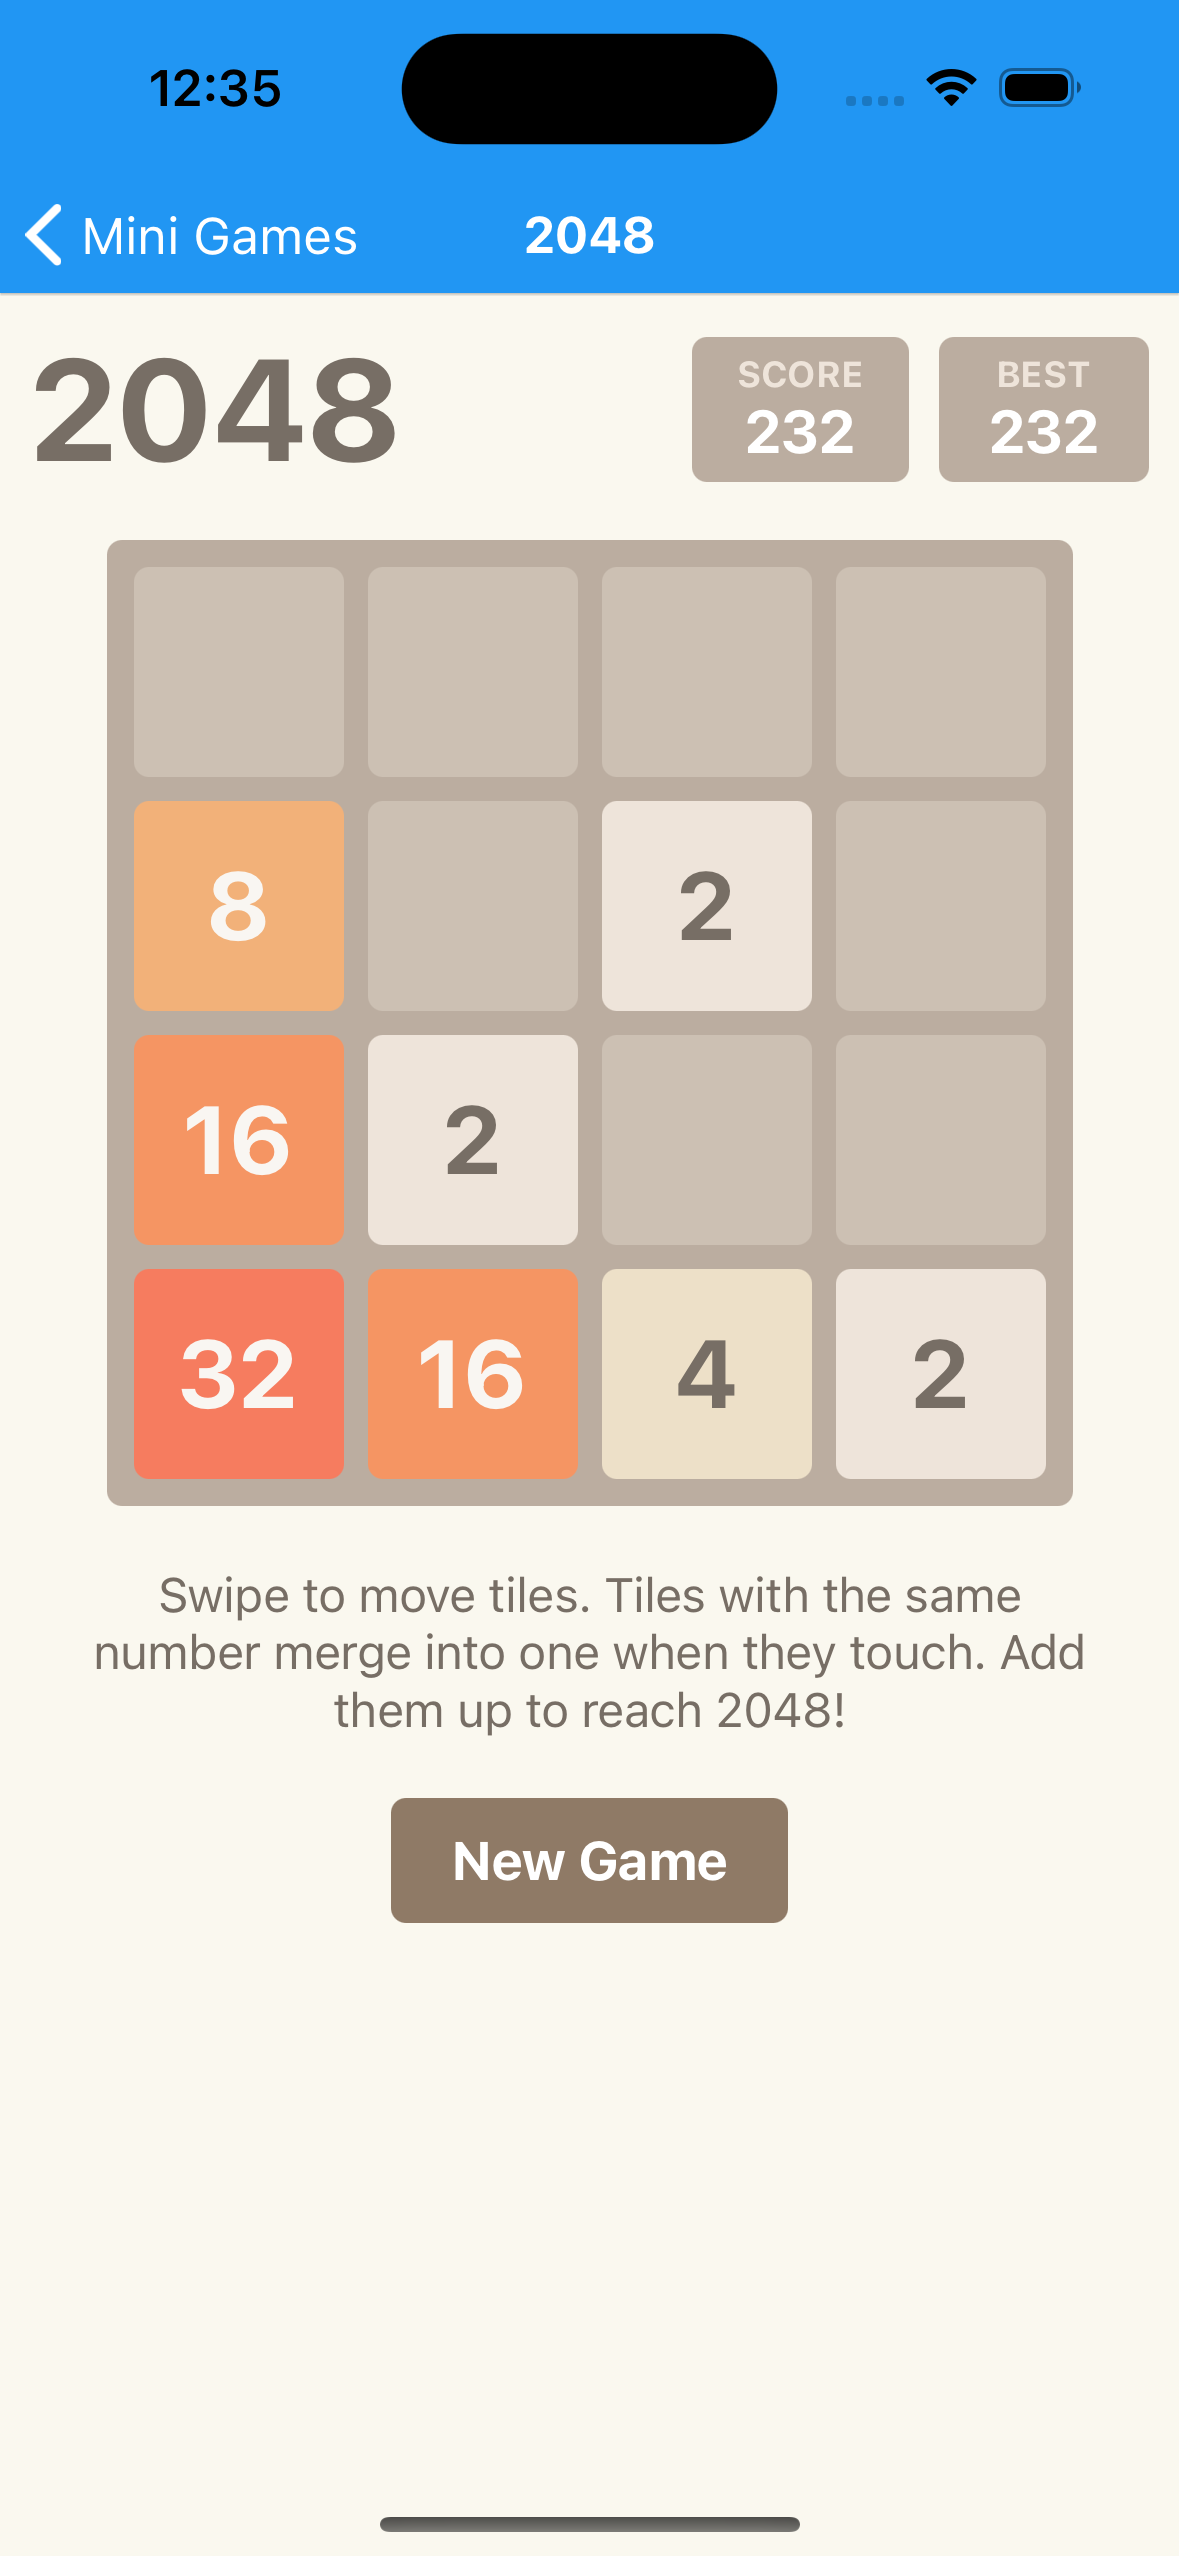 12:35
Mini Games 2048
2048
SCORE BEST
232 232
8 2
16 2
32 16 4 2
Swipe to move tiles. Tiles with the same
number merge into one when they touch. Add
them up to reach 2048!
New Game